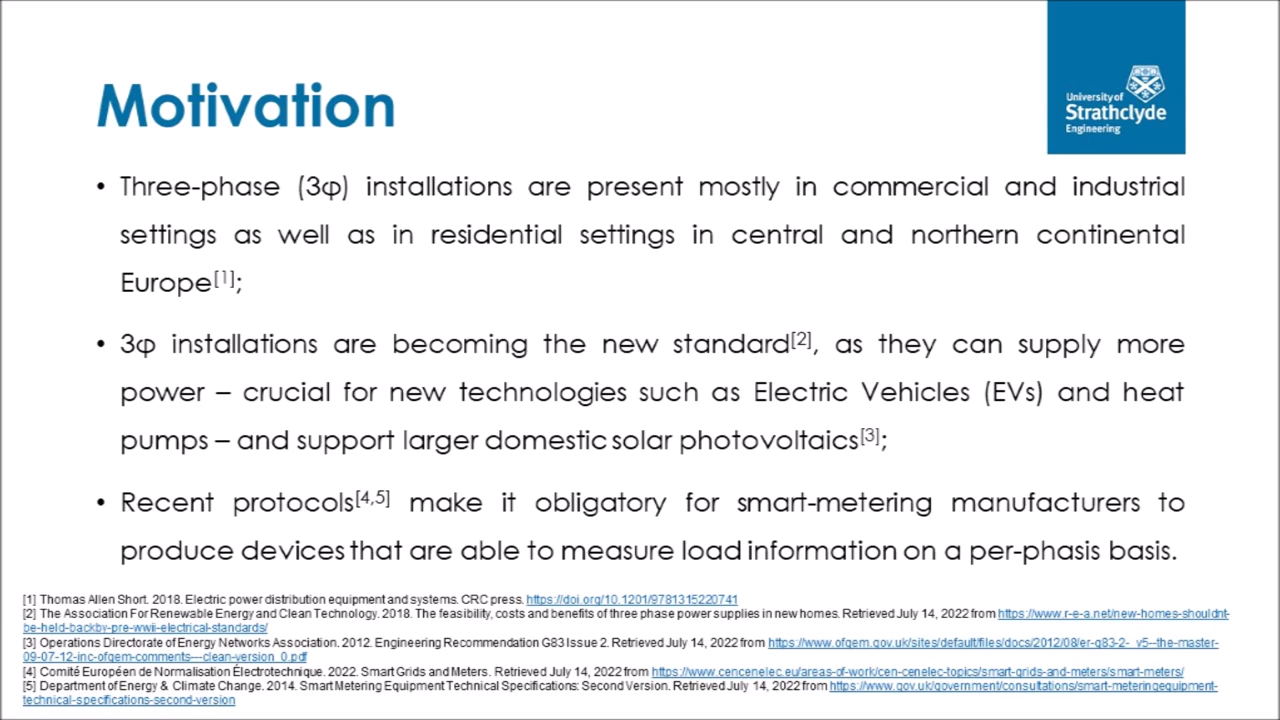 Motivation
University of
Strathclyde
Engineering
• Three-phase (3φ) installations are present mostly in commercial and industrial
settings as well as in residential settings in central and northern continental
Europe[1];
• 3φ installations are becoming the new standard[2], as they can supply more
power – crucial for new technologies such as Electric Vehicles (EVs) and heat
pumps – and support larger domestic solar photovoltaics[3];
• Recent protocols[4,5] make it obligatory for smart-metering manufacturers to
produce devices that are able to measure load information on a per-phasis basis.
[1] Thomas Allen Short. 2018. Electric power distribution equipment and systems. CRC press. https://doi.org/10.1201/9781315220741
[2] The Association For Renewable Energy and Clean Technology. 2018. The feasibility, costs and benefits of three phase power supplies in new homes. Retrieved July 14, 2022 from https://www.r-e-a.net/new-homes-shouldnt-
be-held-backby-pre-wwii-electrical-standards/
[3] Operations Directorate of Energy Networks Association. 2012. Engineering Recommendation G83 Issue 2. Retrieved July 14, 2022 from https://www.ofgem.gov.uk/sites/default/files/docs/2012/08/er-g83-2-_v5--the-master-
09-07-12-inc-ofgem-comments---clean-version_0.pdf
[4] Comité Européen de Normalisation Électrotechnique. 2022. Smart Grids and Meters. Retrieved July 14, 2022 from https://www.cencenelec.eu/areas-of-work/cen-cenelec-topics/smart-grids-and-meters/smart-meters/
[5] Department of Energy & Climate Change. 2014. Smart Metering Equipment Technical Specifications: Second Version. Retrieved July 14, 2022 from https://www.gov.uk/government/consultations/smart-meteringequipment-
technical-specifications-second-version